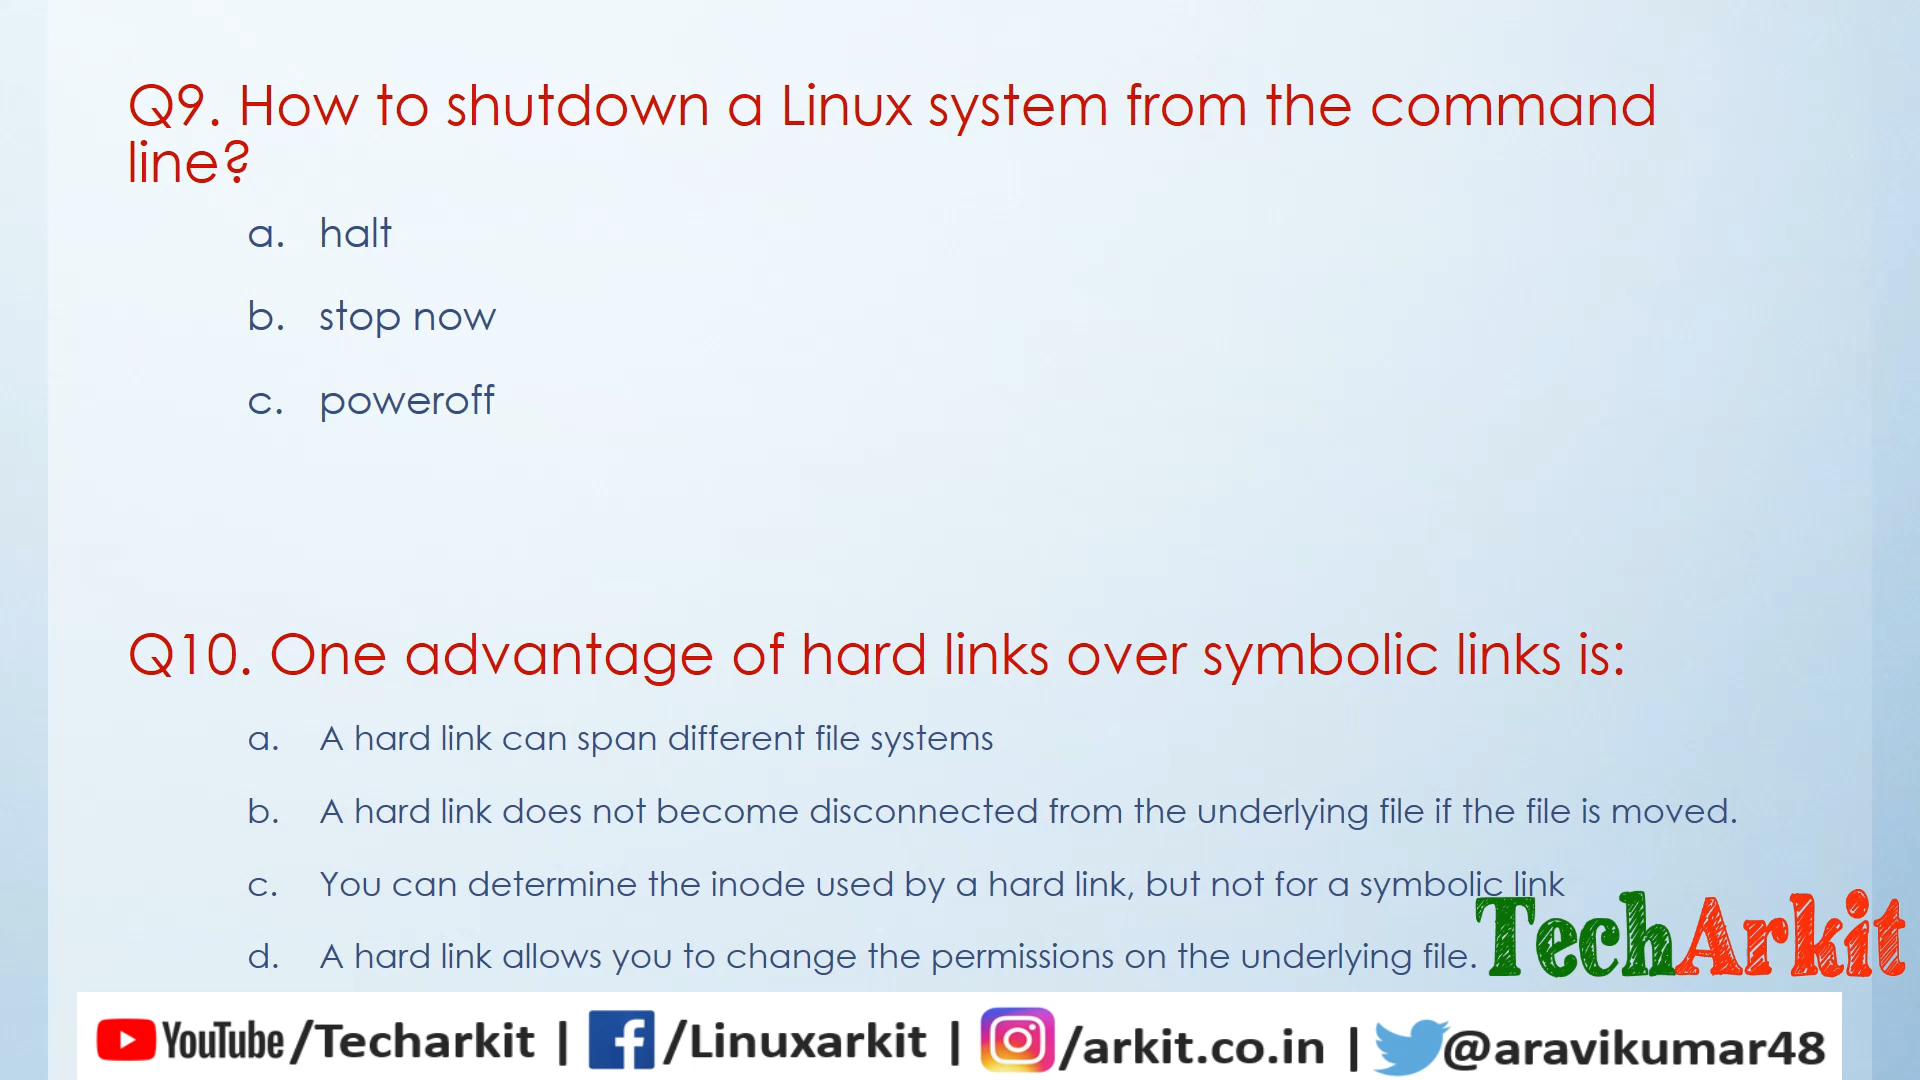 Q9. How to shutdown a Linux system from the command
line?
a. halt
b. stop now
c. poweroff
Q10. One advantage of hard links over symbolic links is:
a. A hard link can span different file systems
b. A hard link does not become disconnected from the underlying file if the file is moved.
c. You can determine the inode used by a hard link, but not for a symbolic link
d. A hard link allows you to change the permissions on the underlying file.
TechArkit
YouTube /Techarkit | /Linuxarkit | /arkit.co.in | @aravikumar48